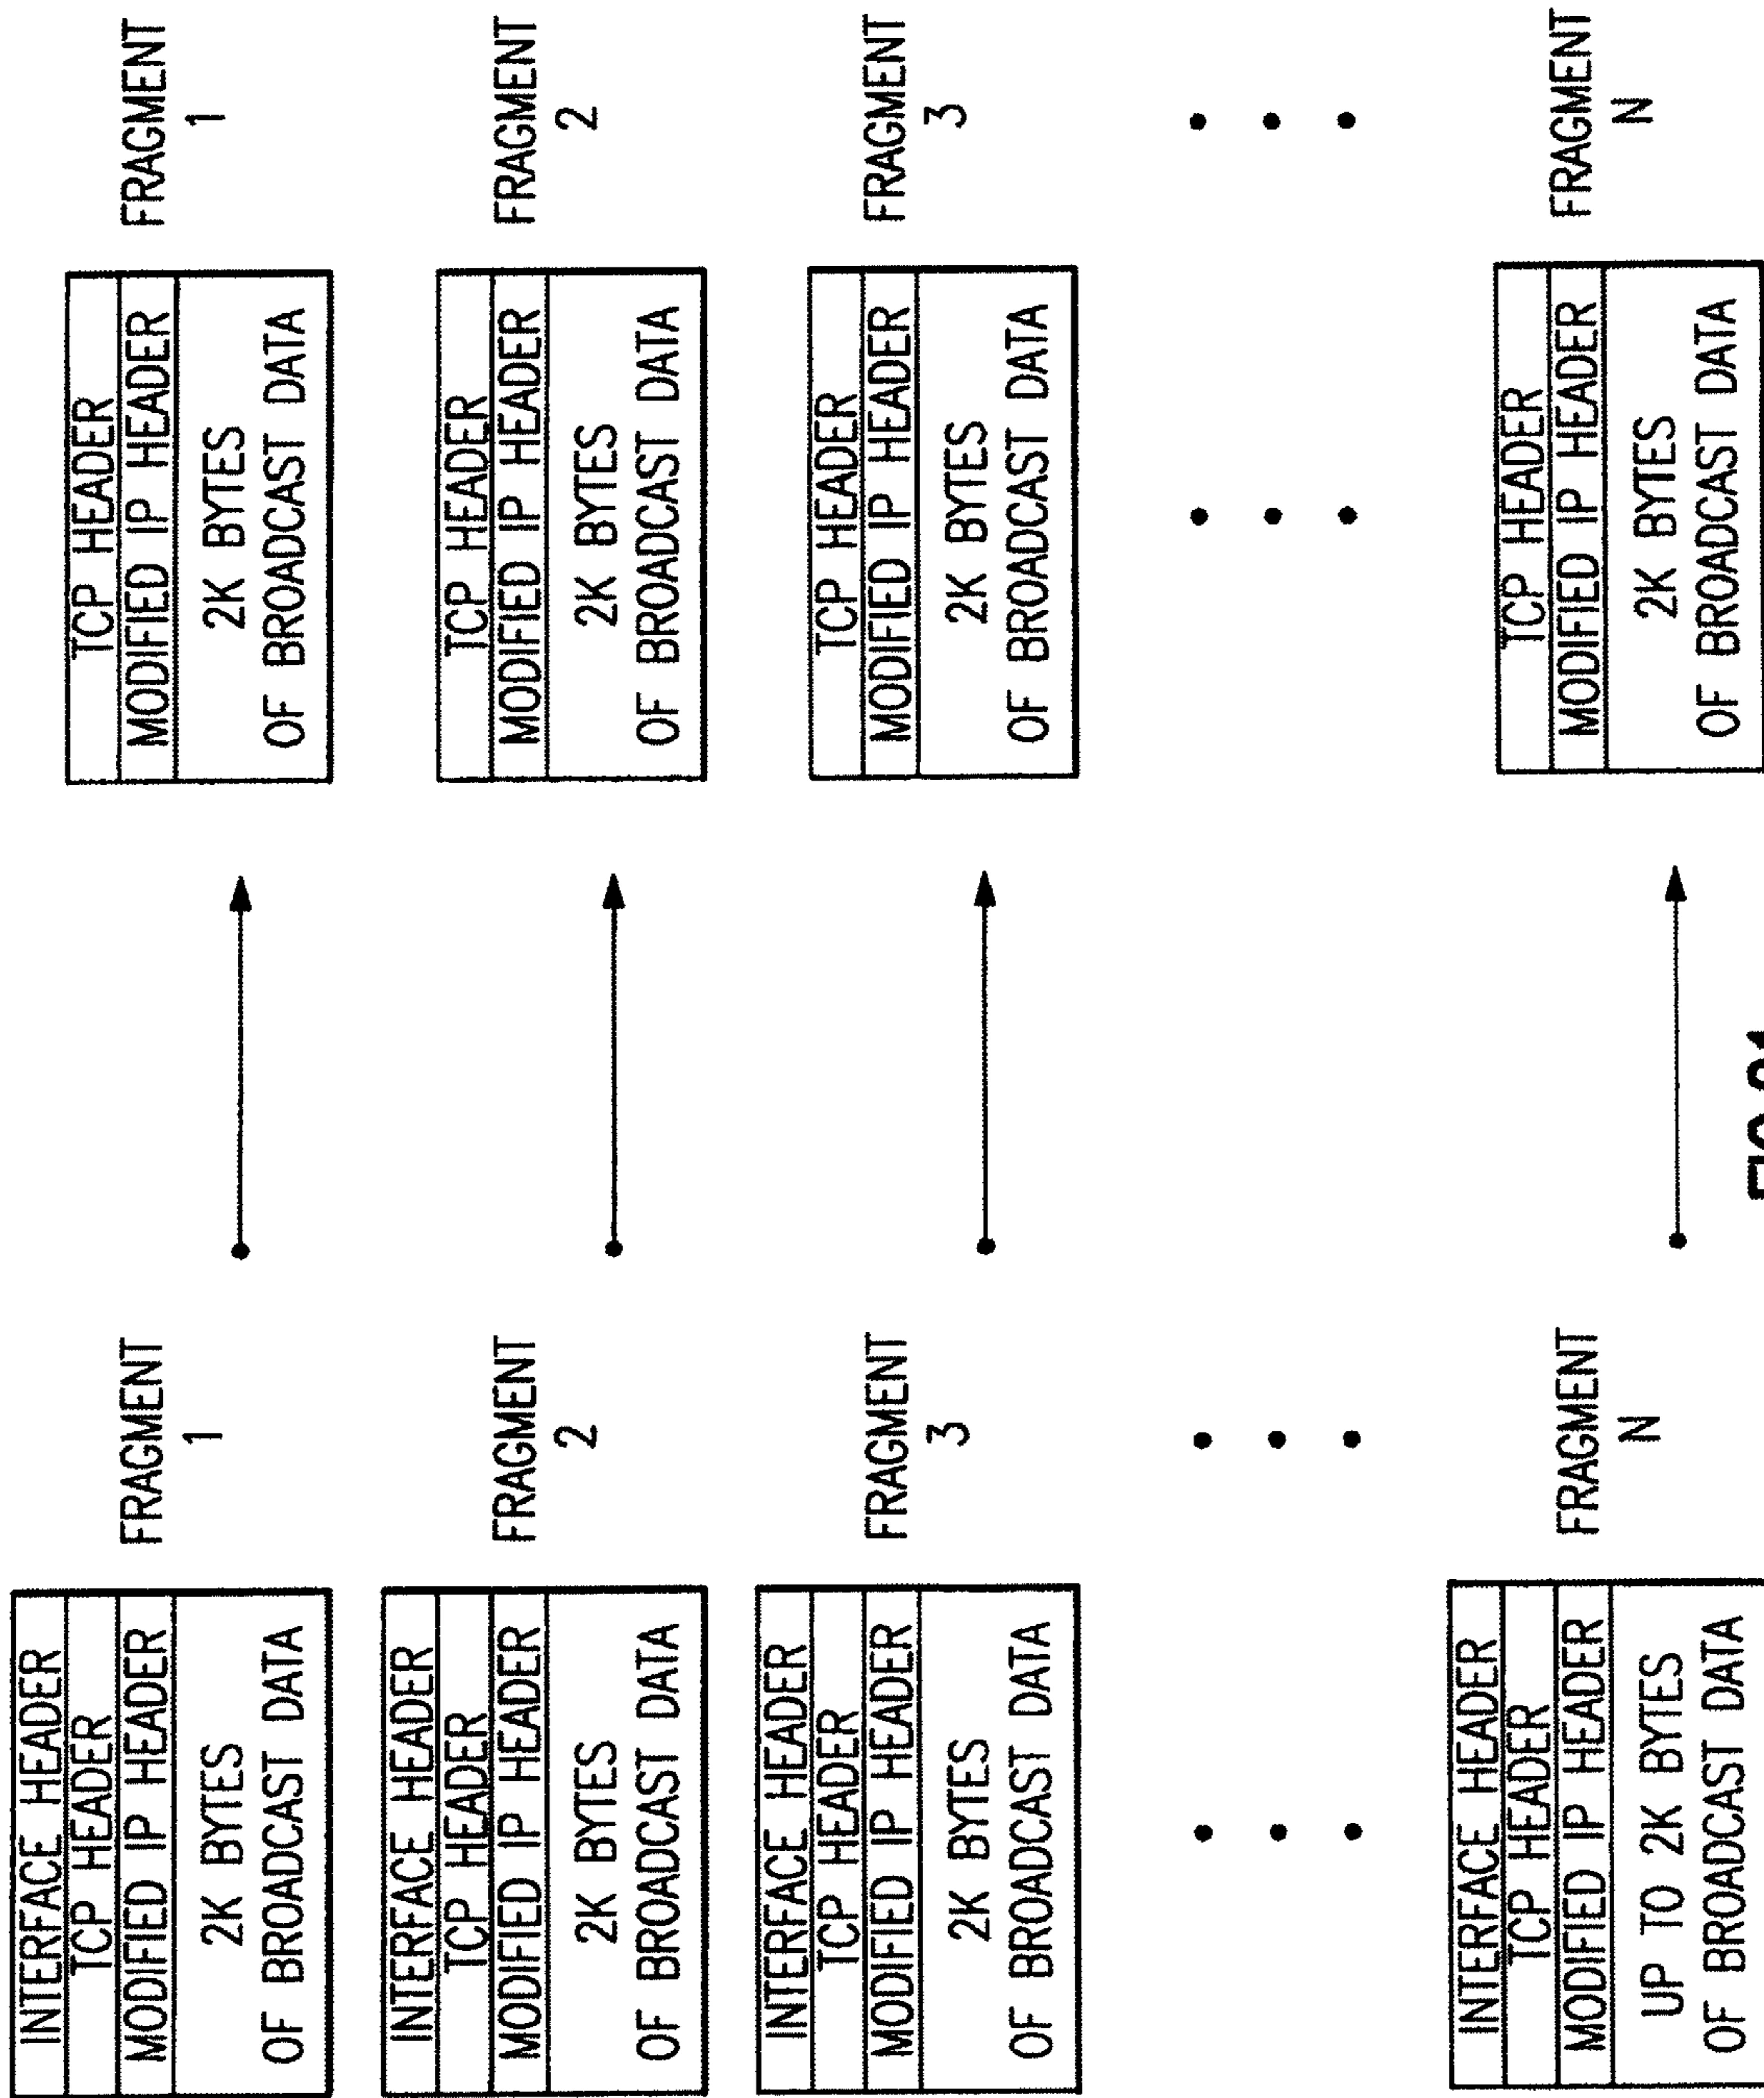 INTERFACE HEADER
TCP HEADER
MODIFIED IP HEADER
2K BYTES
OF BROADCAST DATA
FRAGMENT
1
TCP HEADER
MODIFIED IP HEADER
2K BYTES
OF BROADCAST DATA
FRAGMENT
1
INTERFACE HEADER
TCP HEADER
MODIFIED IP HEADER
2K BYTES
OF BROADCAST DATA
FRAGMENT
2
TCP HEADER
MODIFIED IP HEADER
2K BYTES
OF BROADCAST DATA
FRAGMENT
2
INTERFACE HEADER
TCP HEADER
MODIFIED IP HEADER
2K BYTES
OF BROADCAST DATA
FRAGMENT
3
TCP HEADER
MODIFIED IP HEADER
2K BYTES
OF BROADCAST DATA
FRAGMENT
3
INTERFACE HEADER
TCP HEADER
MODIFIED IP HEADER
UP TO 2K BYTES
OF BROADCAST DATA
FRAGMENT
N
TCP HEADER
MODIFIED IP HEADER
2K BYTES
OF BROADCAST DATA
FRAGMENT
N